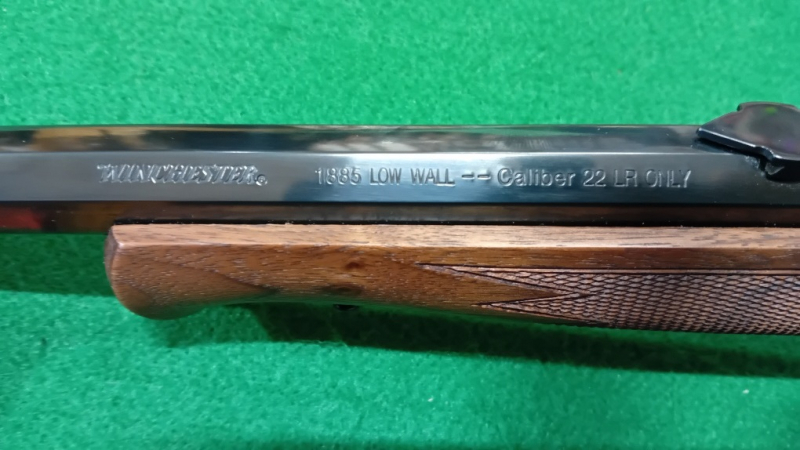 WINCHESTER® 1885 LOW WALL -- Caliber 22 LR ONLY